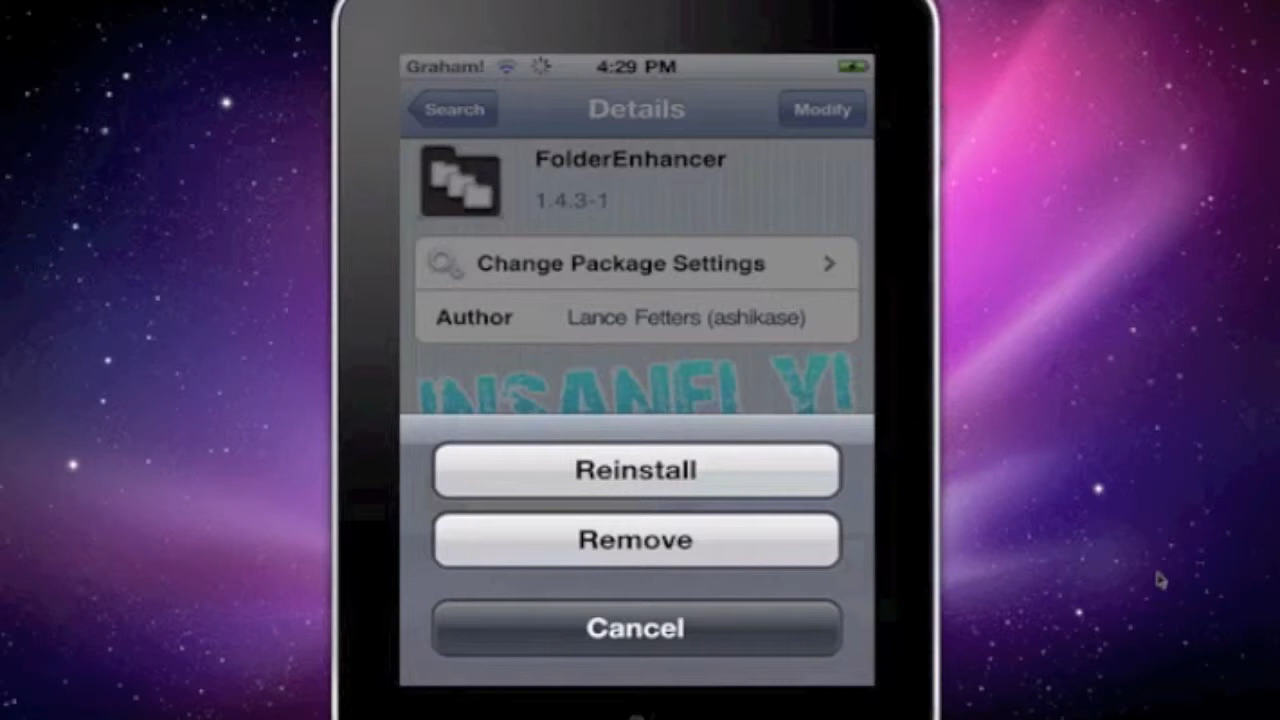 Graham! 4:29 PM
Search Details Modify
FolderEnhancer
1.4.3-1
Change Package Settings
Author Lance Fetters (ashikase)
INSANELYI
Reinstall
Remove
Cancel